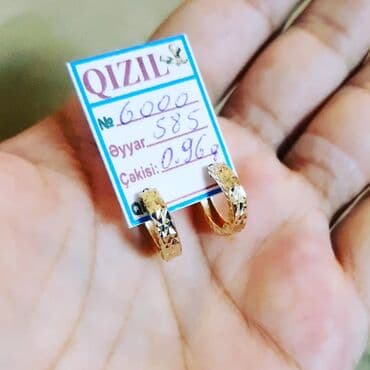 QIZIL
№ 6000
Əyyar. 585
Çəkisi: 0.96 g